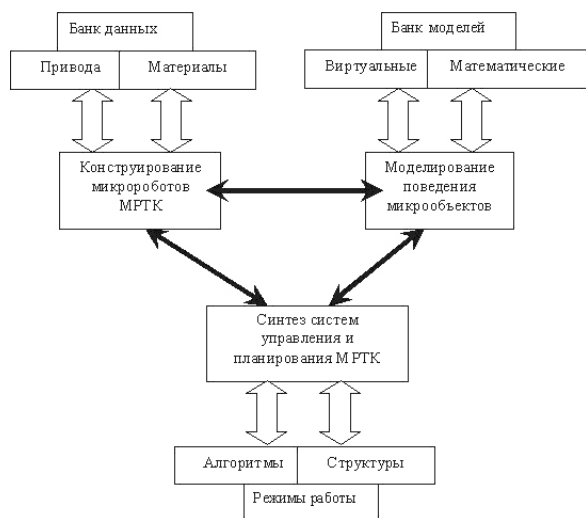 Банк данных
Привода
Материалы
Банк моделей
Виртуальные
Математические
Конструирование
микророботов
МРТК
Моделирование
поведения
микрообъектов
Синтез систем
управления и
планирования МРТК
Алгоритмы
Структуры
Режимы работы